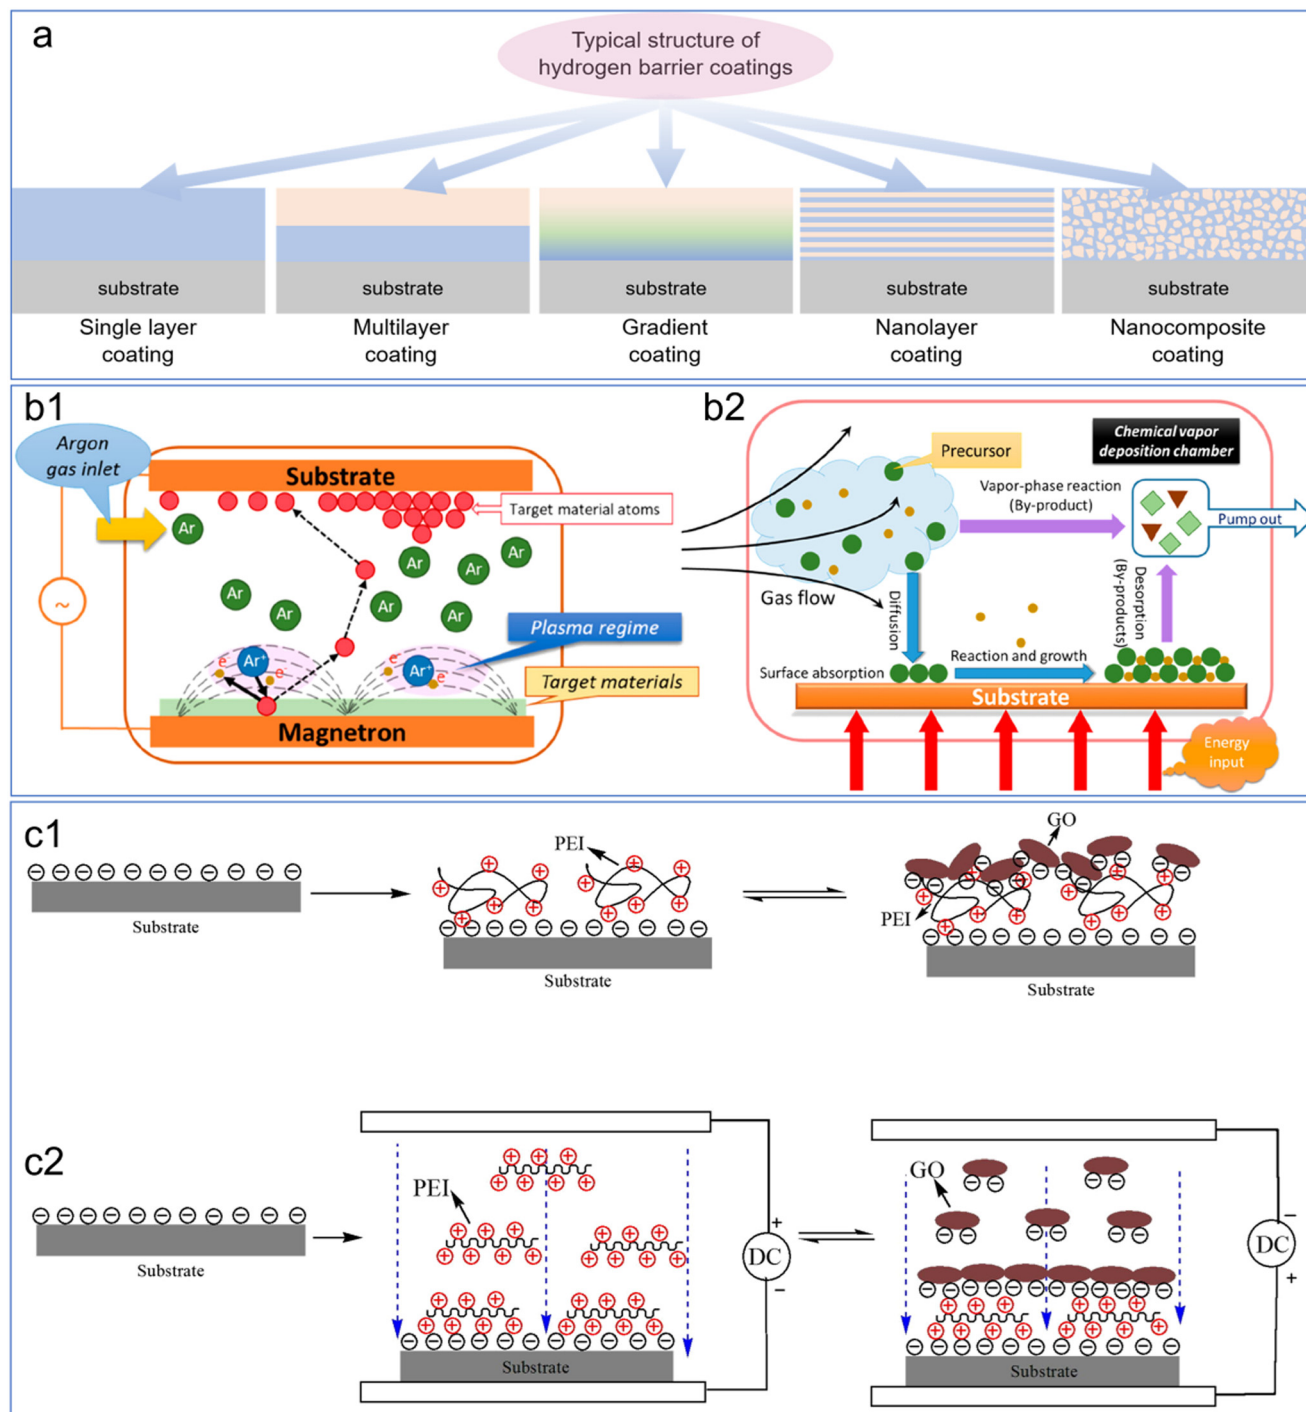 a
Typical structure of
hydrogen barrier coatings
substrate
substrate
substrate
substrate
substrate
Single layer
coating
Multilayer
coating
Gradient
coating
Nanolayer
coating
Nanocomposite
coating
b1
Argon
gas inlet
Substrate
Target material atoms
Ar
Ar
Ar
Ar
Ar
Ar
Ar
Ar
~
Plasma regime
e-
Ar+
e-
e-
Ar+
e
Target materials
Magnetron
b2
Precursor
Chemical vapor
deposition chamber
Vapor-phase reaction
(By-product)
Pump out
Gas flow
Diffusion
Desorption
(By-products)
Surface absorption
Reaction and growth
Substrate
Energy
input
c1
Substrate
PEI
Substrate
GO
PEI
Substrate
c2
Substrate
PEI
+
DC
−
Substrate
GO
−
DC
+
Substrate